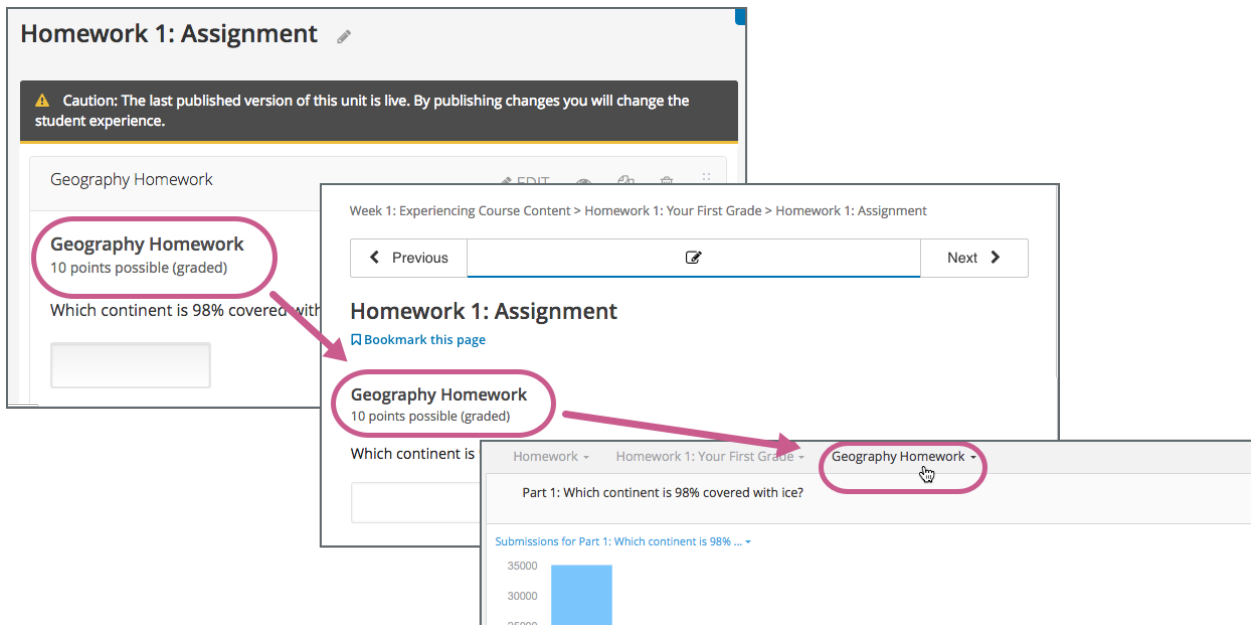 Homework 1: Assignment
Caution: The last published version of this unit is live. By publishing changes you will change the
student experience.
Geography Homework
EDIT
Geography Homework
10 points possible (graded)
Which continent is 98% covered with
Week 1: Experiencing Course Content > Homework 1: Your First Grade > Homework 1: Assignment
Previous
Next
Homework 1: Assignment
Bookmark this page
Geography Homework
10 points possible (graded)
Which continent is
Homework
Homework 1: Your First Grade
Geography Homework
Part 1: Which continent is 98% covered with ice?
Submissions for Part 1: Which continent is 98% ...
35000
30000
25000